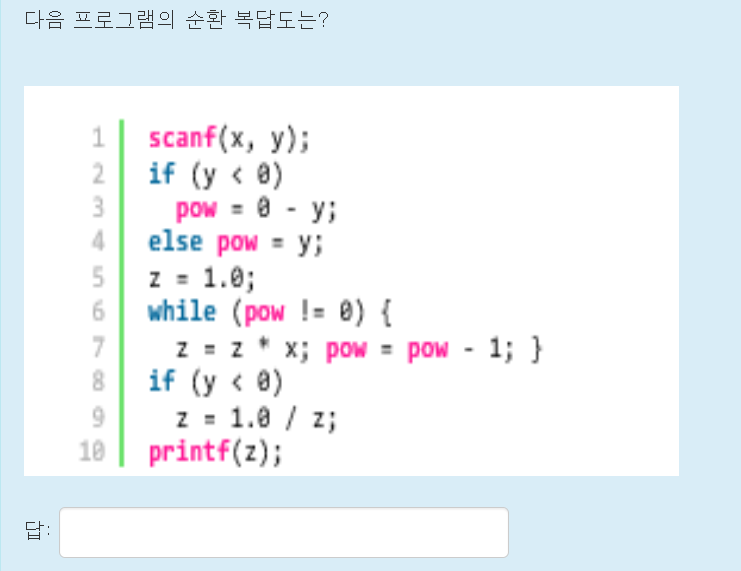 다음 프로그램의 순환 복답도는?
1 scanf(x, y);
2 if (y < 0)
3 pow = 0 - y;
4 else pow = y;
5 z = 1.0;
6 while (pow != 0) {
7 z = z * x; pow = pow - 1; }
8 if (y < 0)
9 z = 1.0 / z;
10 printf(z);
답: